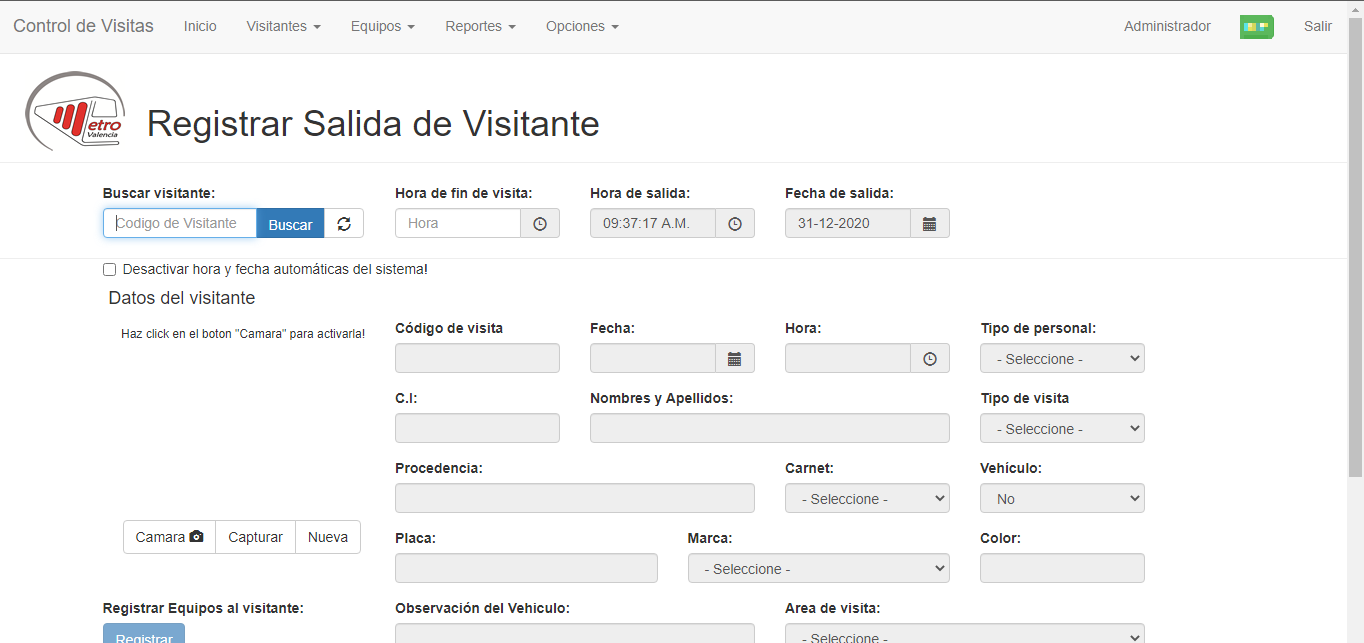 Control de Visitas Inicio Visitantes Equipos Reportes Opciones Administrador Salir
etro
Valencia
Registrar Salida de Visitante
Buscar visitante: Hora de fin de visita: Hora de salida: Fecha de salida:
Codigo de Visitante Buscar Hora 09:37:17 A.M. 31-12-2020
Desactivar hora y fecha automáticas del sistema!
Datos del visitante
Haz click en el boton "Camara" para activarla! Código de visita Fecha: Hora: Tipo de personal:
- Seleccione -
C.I: Nombres y Apellidos: Tipo de visita
- Seleccione -
Procedencia: Carnet: Vehículo:
- Seleccione - No
Camara Capturar Nueva Placa: Marca: Color:
- Seleccione -
Registrar Equipos al visitante: Observación del Vehiculo: Area de visita:
Registrar - Seleccione -